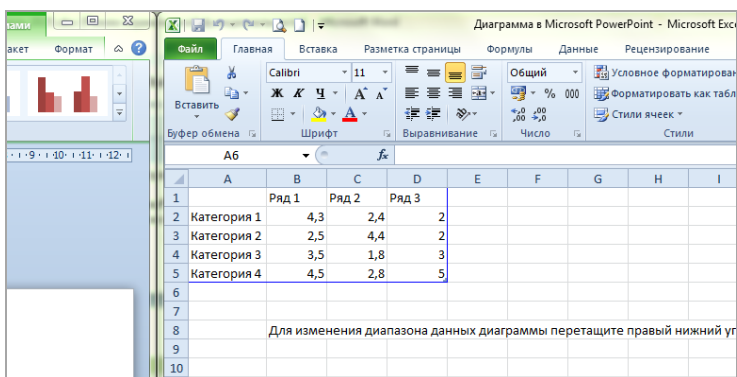 лами
Диаграмма в Microsoft PowerPoint - Microsoft Exce
акет Формат
Файл Главная Вставка Разметка страницы Формулы Данные Рецензирование
Calibri 11 Общий Условное форматирован
Вставить Ж К Ч А А % 000 Форматировать как табл
А ,00 ,00 Стили ячеек
Буфер обмена Шрифт Выравнивание Число Стили
9 10 11 12 A6 fx
A B C D E F G H I
1 Ряд 1 Ряд 2 Ряд 3
2 Категория 1 4,3 2,4 2
3 Категория 2 2,5 4,4 2
4 Категория 3 3,5 1,8 3
5 Категория 4 4,5 2,8 5
6
7
8 Для изменения диапазона данных диаграммы перетащите правый нижний уг
9
10